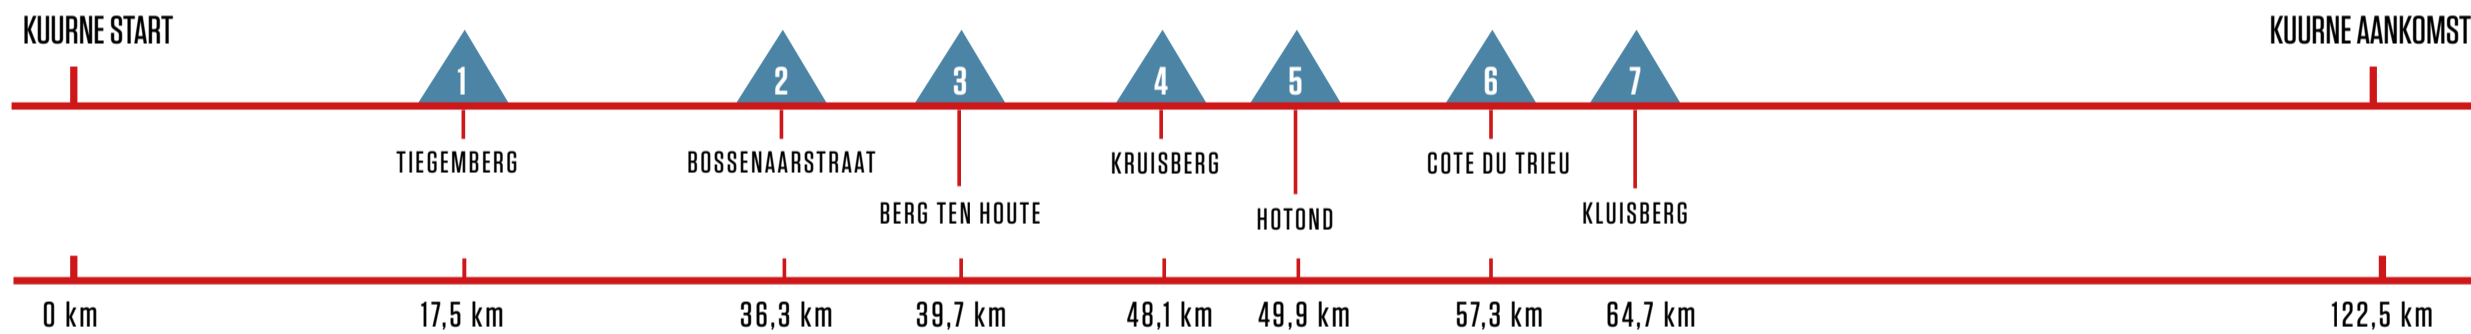 KUURNE START
KUURNE AANKOMST
1 2 3 4 5 6 7
TIEGEMBERG
BOSSENAARSTRAAT
BERG TEN HOUTE
KRUISBERG
HOTOND
COTE DU TRIEU
KLUISBERG
0 km 17,5 km 36,3 km 39,7 km 48,1 km 49,9 km 57,3 km 64,7 km 122,5 km